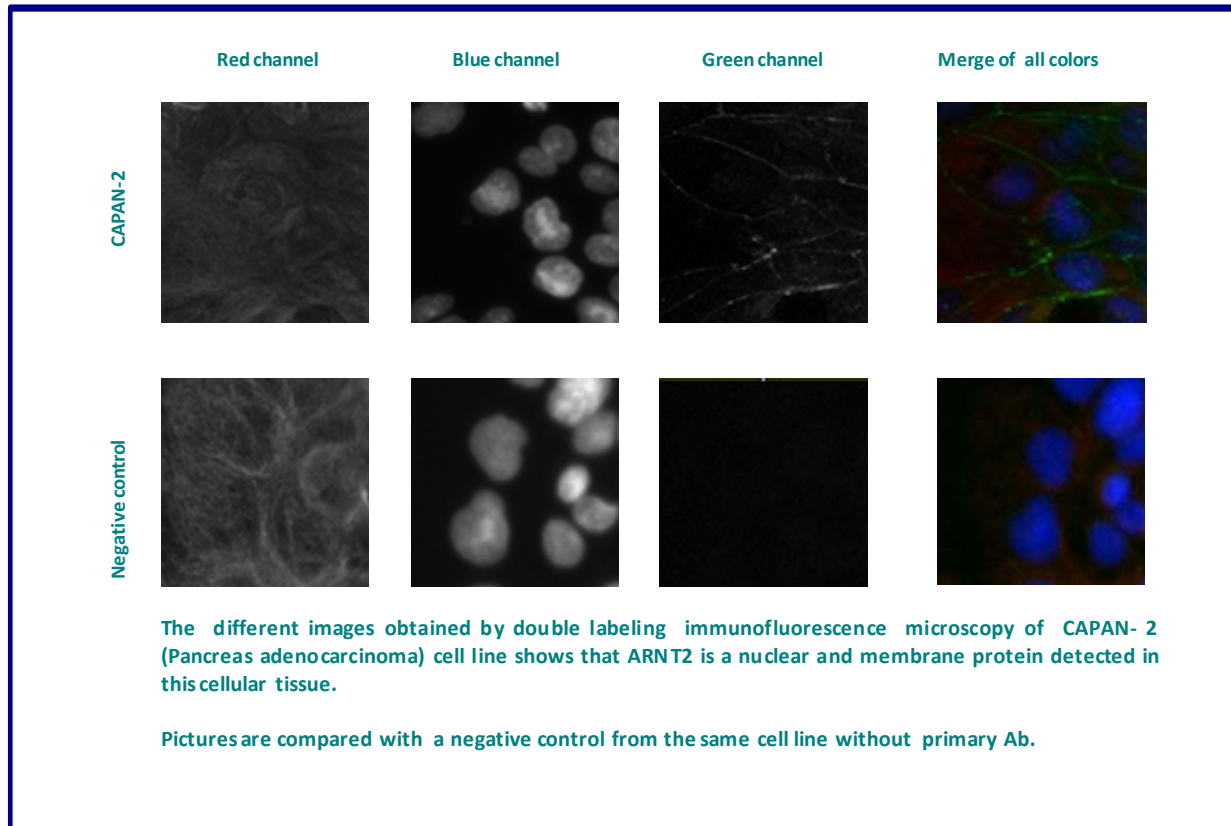 Red channel Blue channel Green channel Merge of all colors
CAPAN-2
Negative control
The different images obtained by double labeling immunofluorescence microscopy of CAPAN- 2
(Pancreas adenocarcinoma) cell line shows that ARNT2 is a nuclear and membrane protein detected in
this cellular tissue.
Pictures are compared with a negative control from the same cell line without primary Ab.